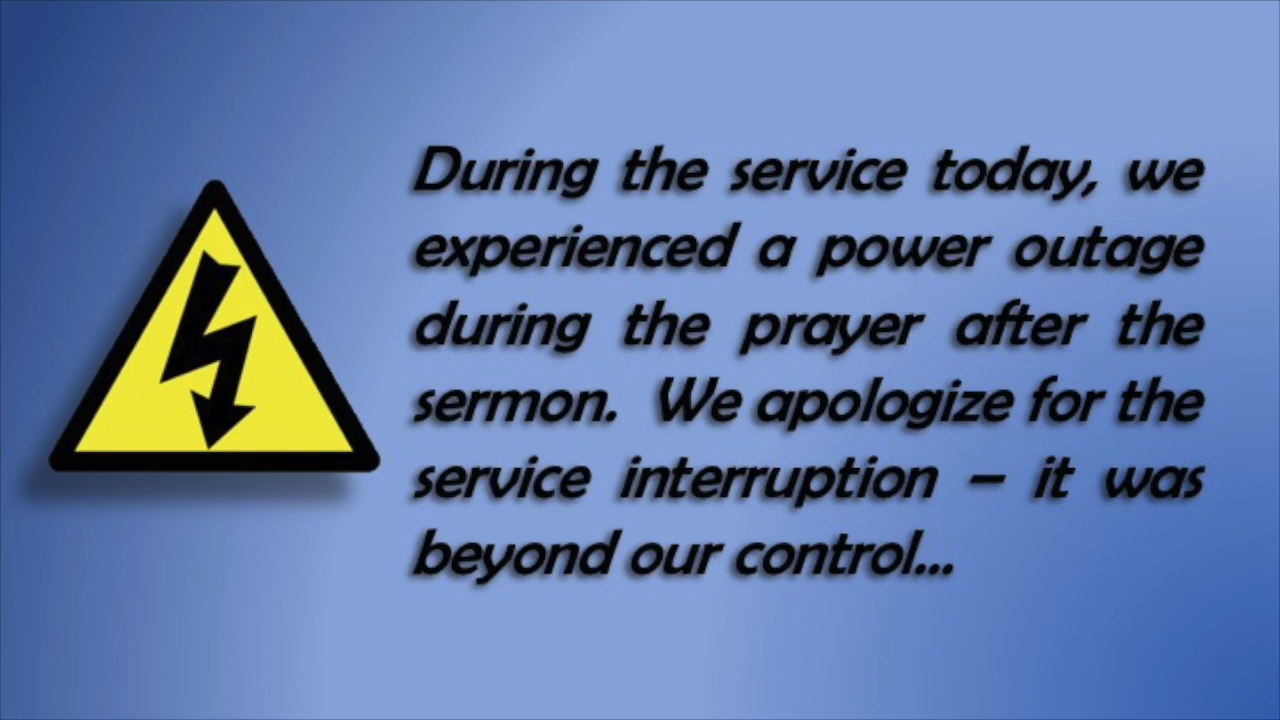 During the service today, we
experienced a power outage
during the prayer after the
sermon.  We apologize for the
service interruption – it was
beyond our control...